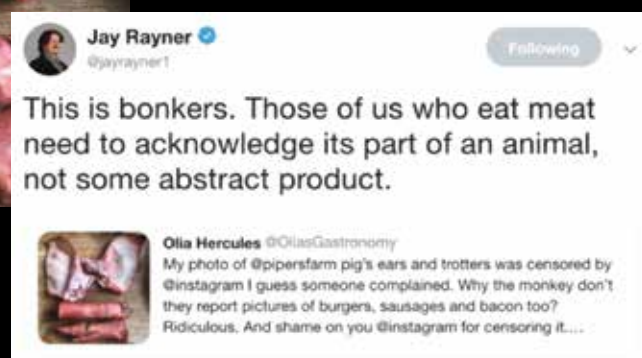 Jay Rayner
@jayrayner1
Following
This is bonkers. Those of us who eat meat
need to acknowledge its part of an animal,
not some abstract product.
Olia Hercules @OliasGastronomy
My photo of @pipersfarm pig's ears and trotters was censored by
@instagram I guess someone complained. Why the monkey don't
they report pictures of burgers, sausages and bacon too?
Ridiculous. And shame on you @instagram for censoring it....